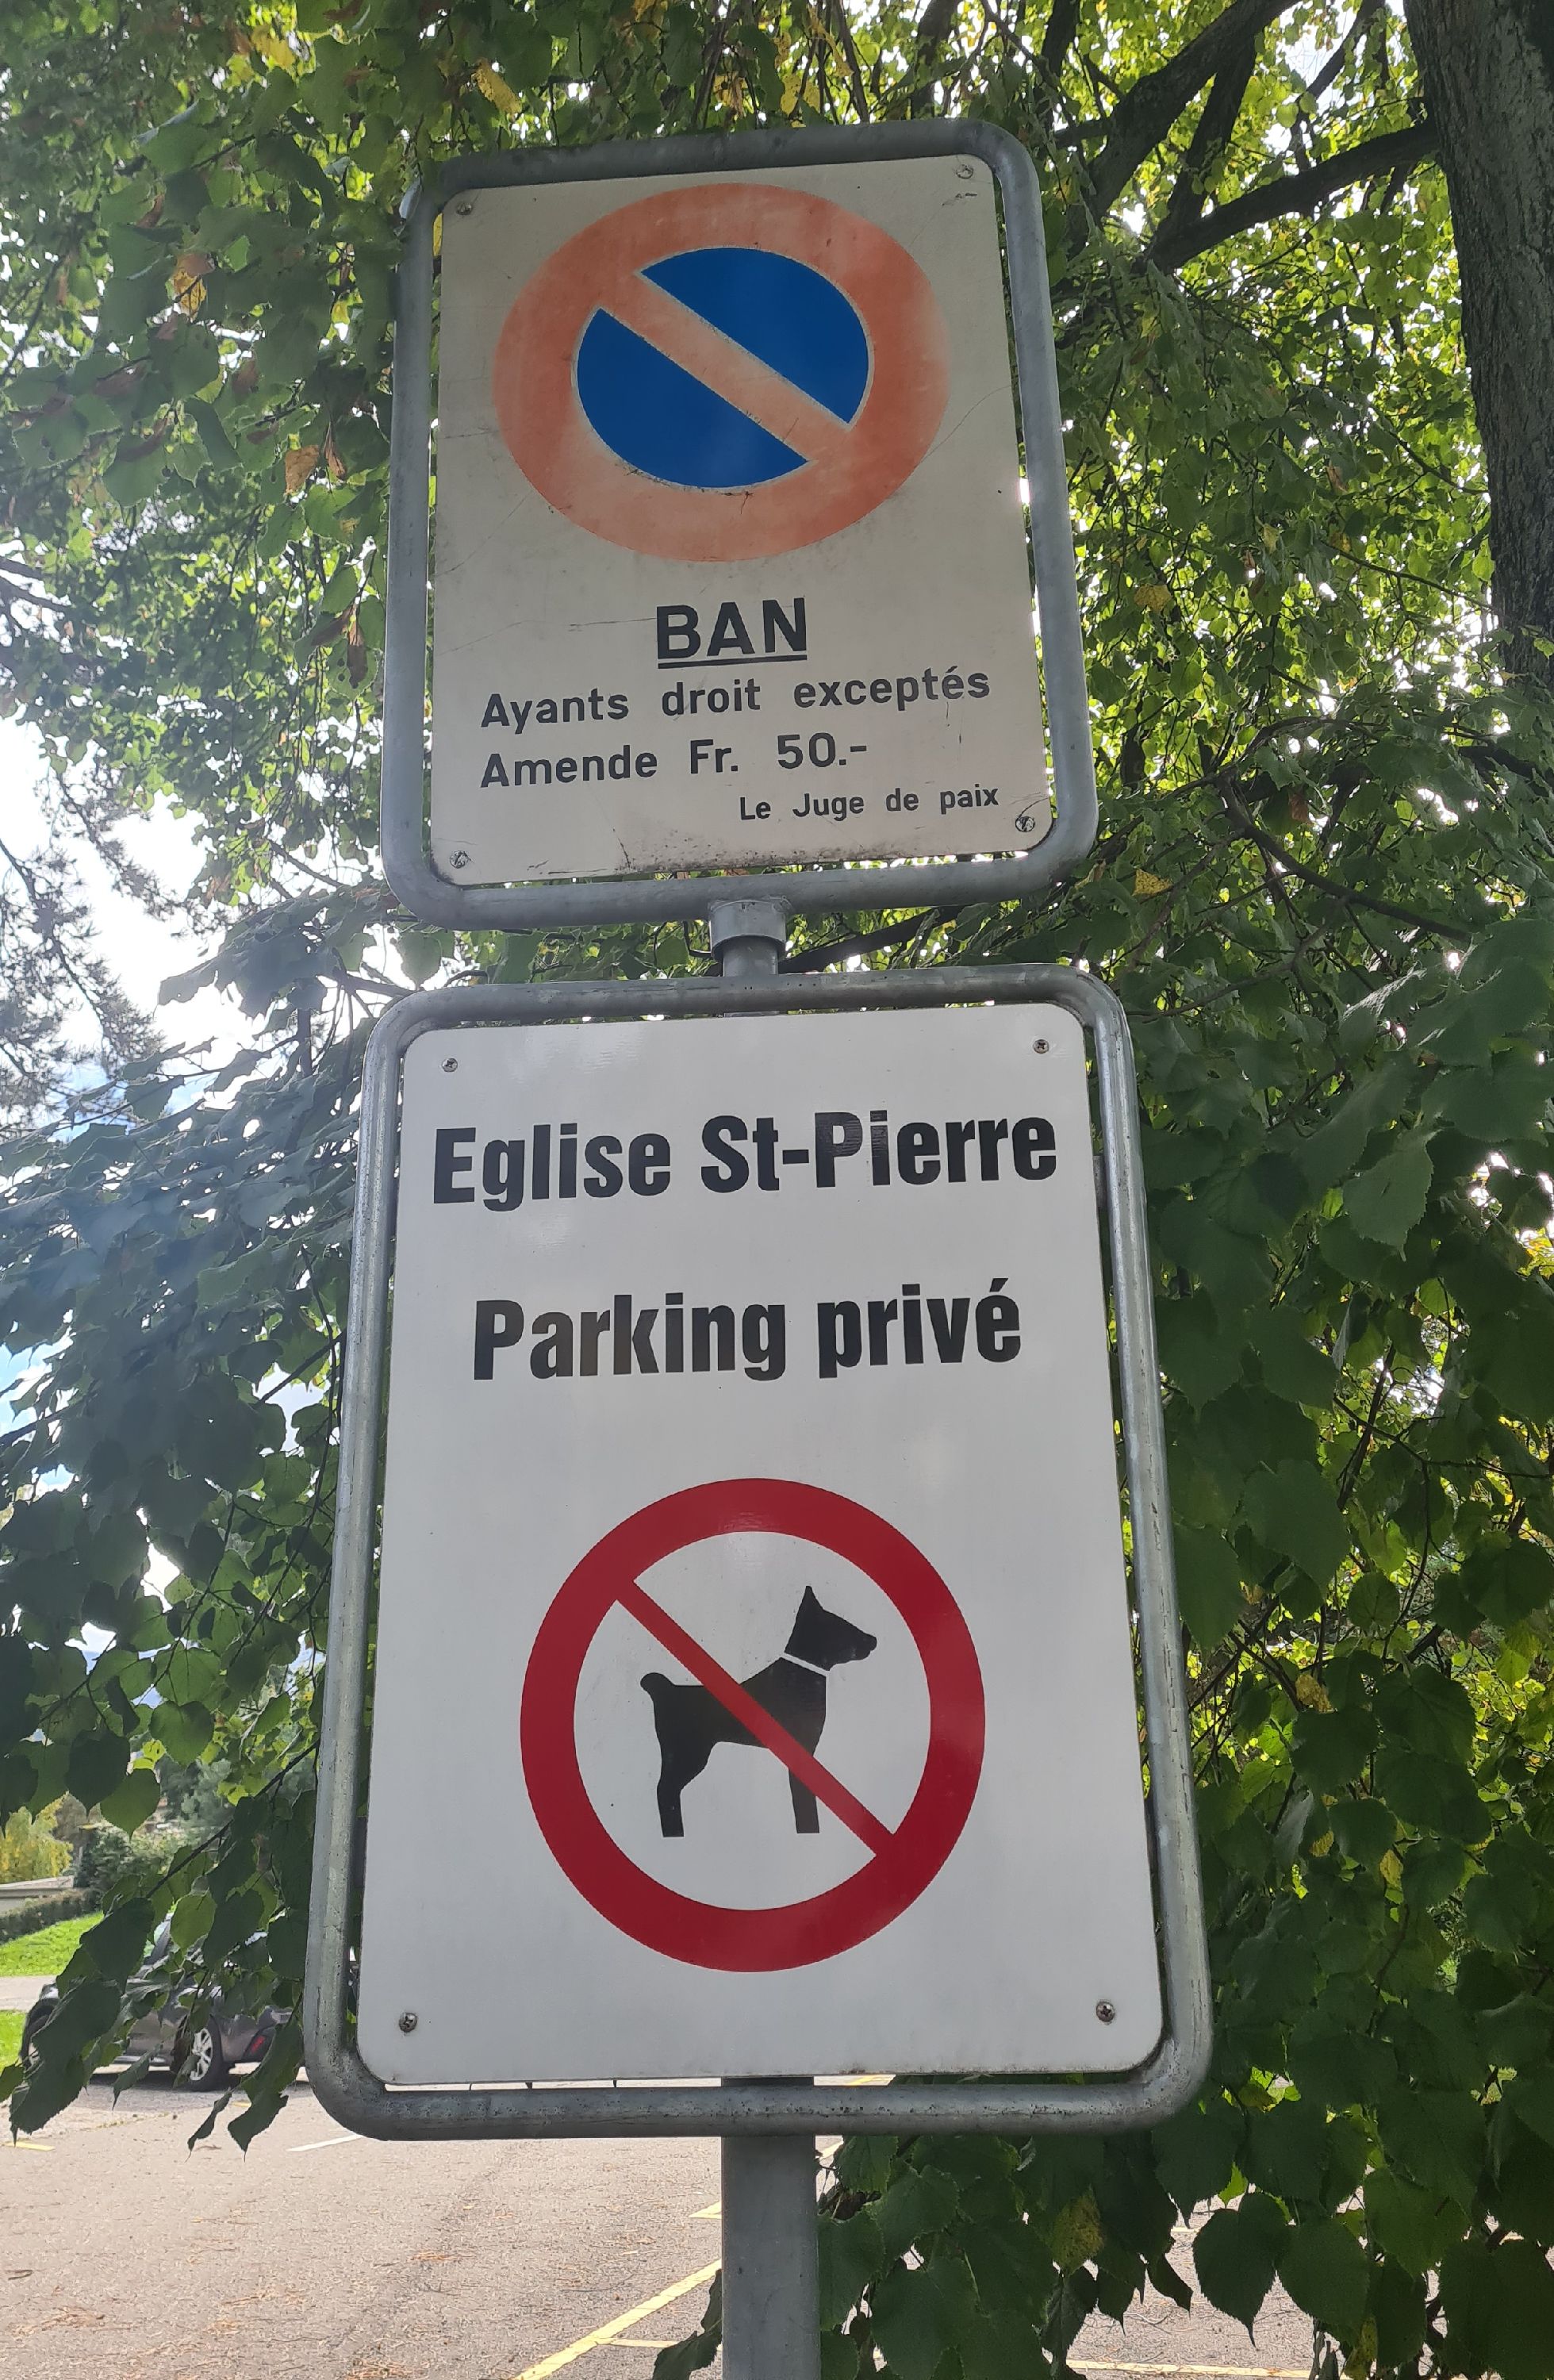 BAN
Ayants droit exceptés
Amende Fr. 50.-
Le Juge de paix
Eglise St-Pierre
Parking privé